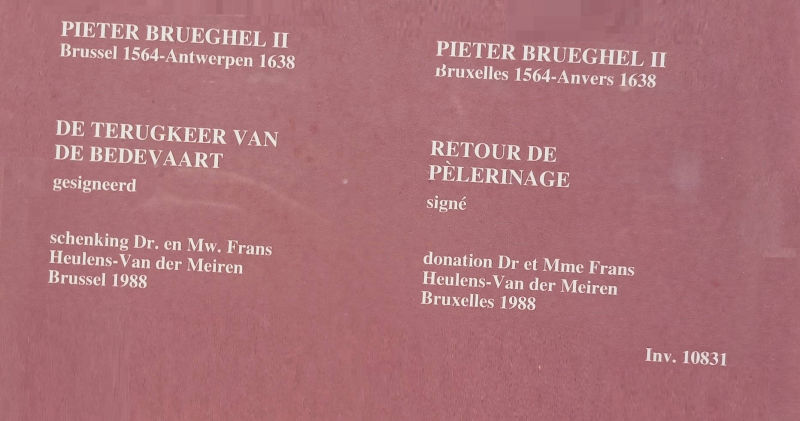 PIETER BRUEGHEL II
Brussel 1564-Antwerpen 1638
DE TERUGKEER VAN
DE BEDEVAART
gesigneerd
schenking Dr. en Mw. Frans
Heulens-Van der Meiren
Brussel 1988
PIETER BRUEGHEL II
Bruxelles 1564-Anvers 1638
RETOUR DE
PÈLERINAGE
signé
donation Dr et Mme Frans
Heulens-Van der Meiren
Bruxelles 1988
Inv. 10831